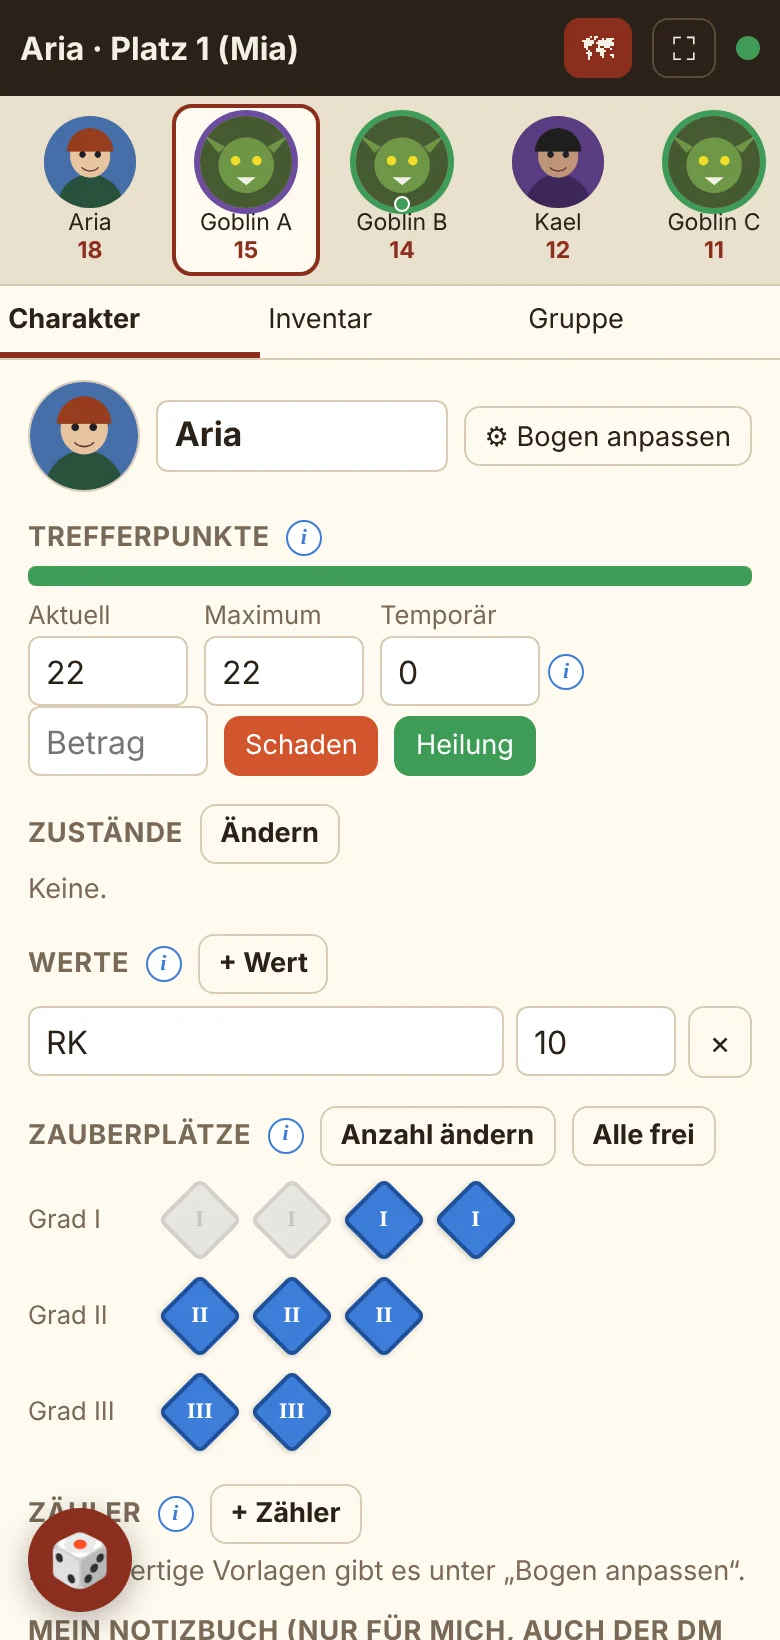 Aria · Platz 1 (Mia)
Aria
18
Goblin A
15
Goblin B
14
Kael
12
Goblin C
11
Charakter Inventar Gruppe
Aria
⚙ Bogen anpassen
TREFFERPUNKTE i
Aktuell Maximum Temporär
22 22 0 i
Betrag Schaden Heilung
ZUSTÄNDE Ändern
Keine.
WERTE i + Wert
RK 10 ×
ZAUBERPLÄTZE i Anzahl ändern Alle frei
Grad I I I I I
Grad II II II II
Grad III III III
ZÄHLER i + Zähler
Vorlagen gibt es unter „Bogen anpassen“.
MEIN NOTIZBUCH (NUR FÜR MICH, AUCH DER DM